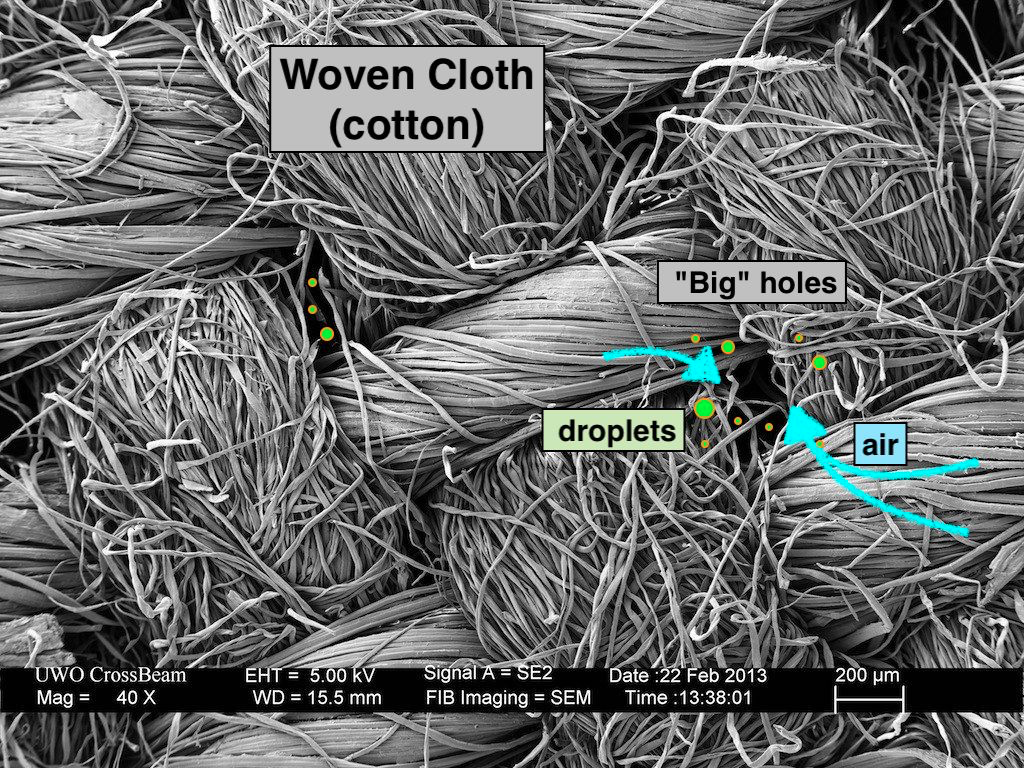 Woven Cloth
(cotton)
"Big" holes
droplets
air
UWO CrossBeam
Mag = 40 X
EHT = 5.00 kV
WD = 15.5 mm
Signal A = SE2
FIB Imaging = SEM
Date :22 Feb 2013
Time :13:38:01
200 µm